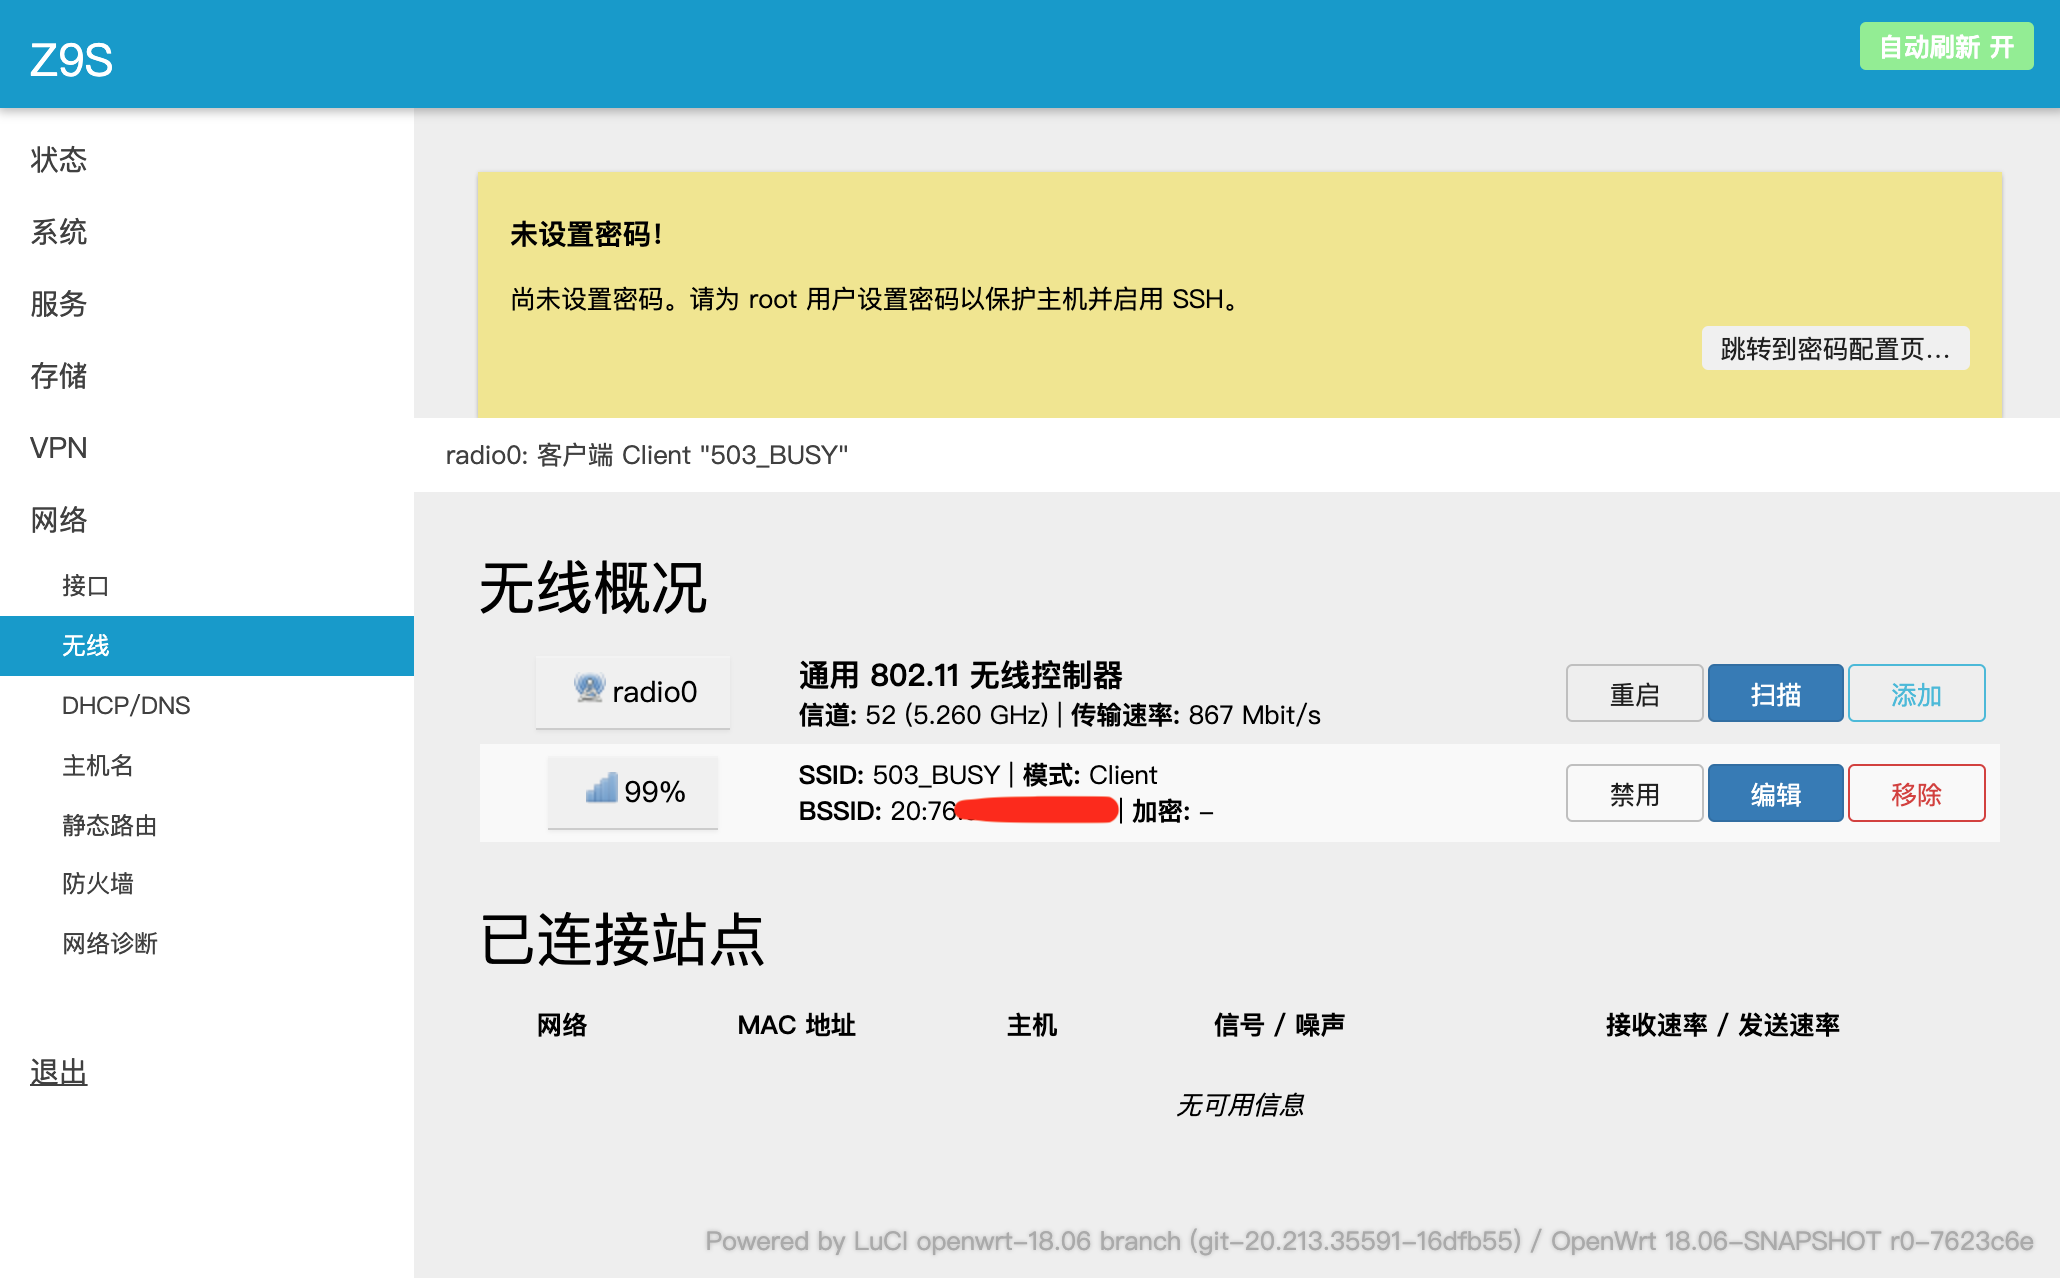 Z9S
自动刷新 开
状态
系统
服务
存储
VPN
网络
接口
无线
DHCP/DNS
主机名
静态路由
防火墙
网络诊断
退出
未设置密码！
尚未设置密码。请为 root 用户设置密码以保护主机并启用 SSH。
跳转到密码配置页...
radio0: 客户端 Client "503_BUSY"
无线概况
radio0
通用 802.11 无线控制器
信道: 52 (5.260 GHz) | 传输速率: 867 Mbit/s
重启 扫描 添加
99%
SSID: 503_BUSY | 模式: Client
BSSID: 20:76: | 加密: –
禁用 编辑 移除
已连接站点
网络 MAC 地址 主机 信号 / 噪声 接收速率 / 发送速率
无可用信息
Powered by LuCI openwrt-18.06 branch (git-20.213.35591-16dfb55) / OpenWrt 18.06-SNAPSHOT r0-7623c6e